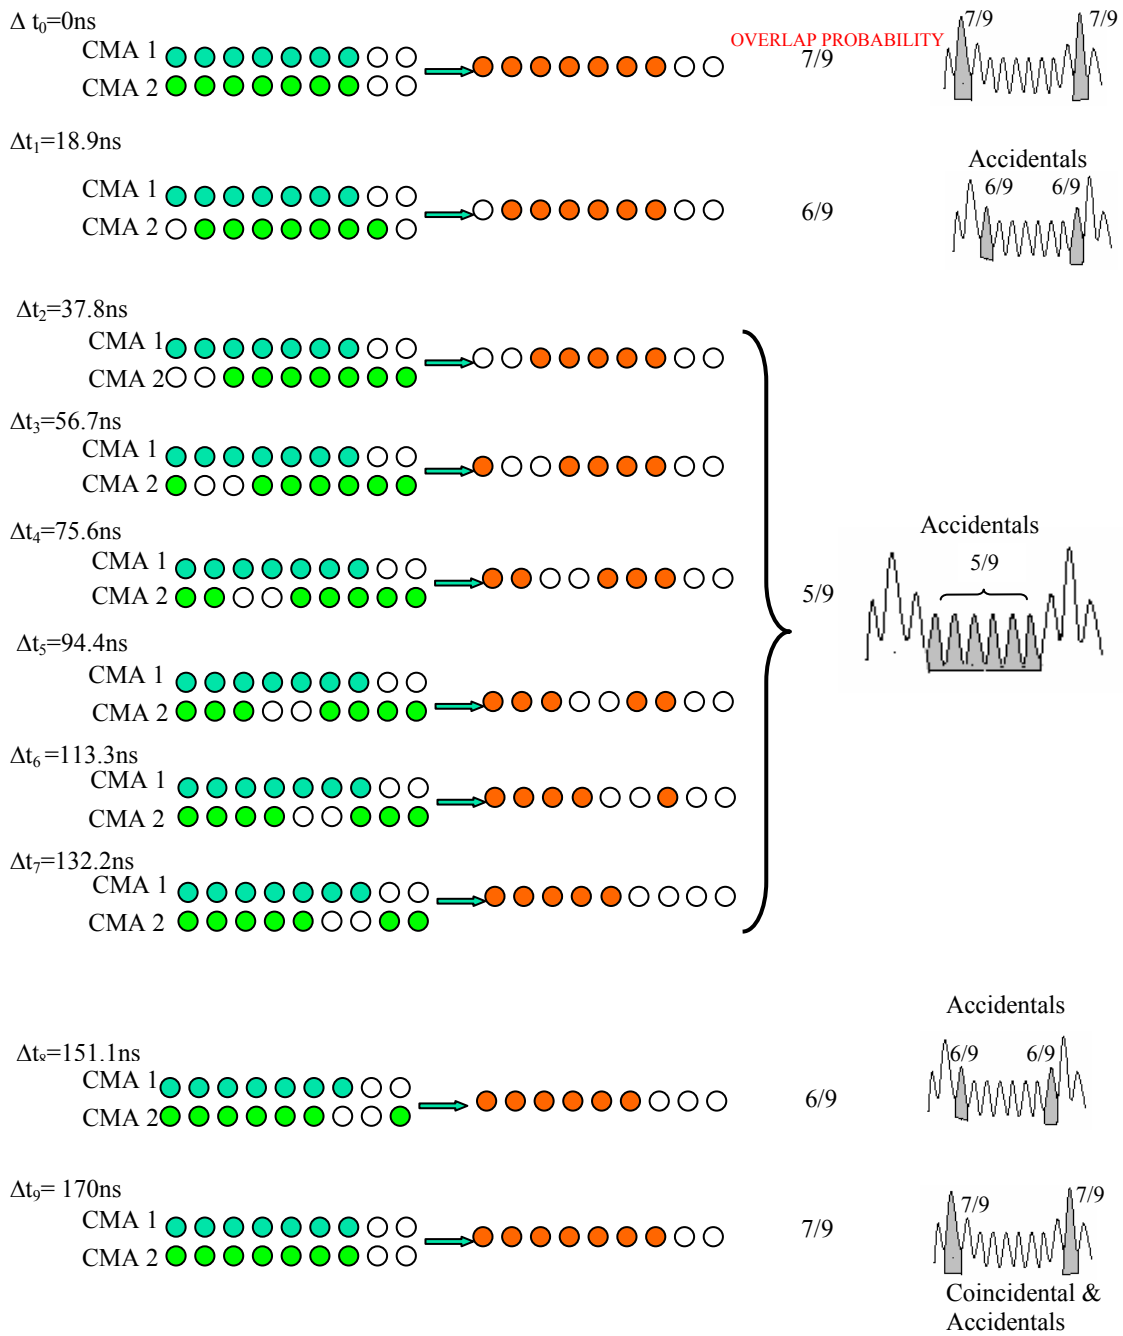 Δ t₀=0ns
7/9 7/9
OVERLAP PROBABILITY
CMA 1
7/9
CMA 2
Δt₁=18.9ns
Accidentals
CMA 1
6/9 6/9
6/9
CMA 2
Δt₂=37.8ns
CMA 1
CMA 2
Δt₃=56.7ns
CMA 1
CMA 2
Δt₄=75.6ns
Accidentals
CMA 1
5/9
5/9
CMA 2
Δt₅=94.4ns
CMA 1
CMA 2
Δt₆ =113.3ns
CMA 1
CMA 2
Δt₇=132.2ns
CMA 1
CMA 2
Accidentals
Δt₈=151.1ns
6/9 6/9
CMA 1
6/9
CMA 2
Δt₉= 170ns
7/9 7/9
CMA 1
7/9
CMA 2
Coincidental &
Accidentals